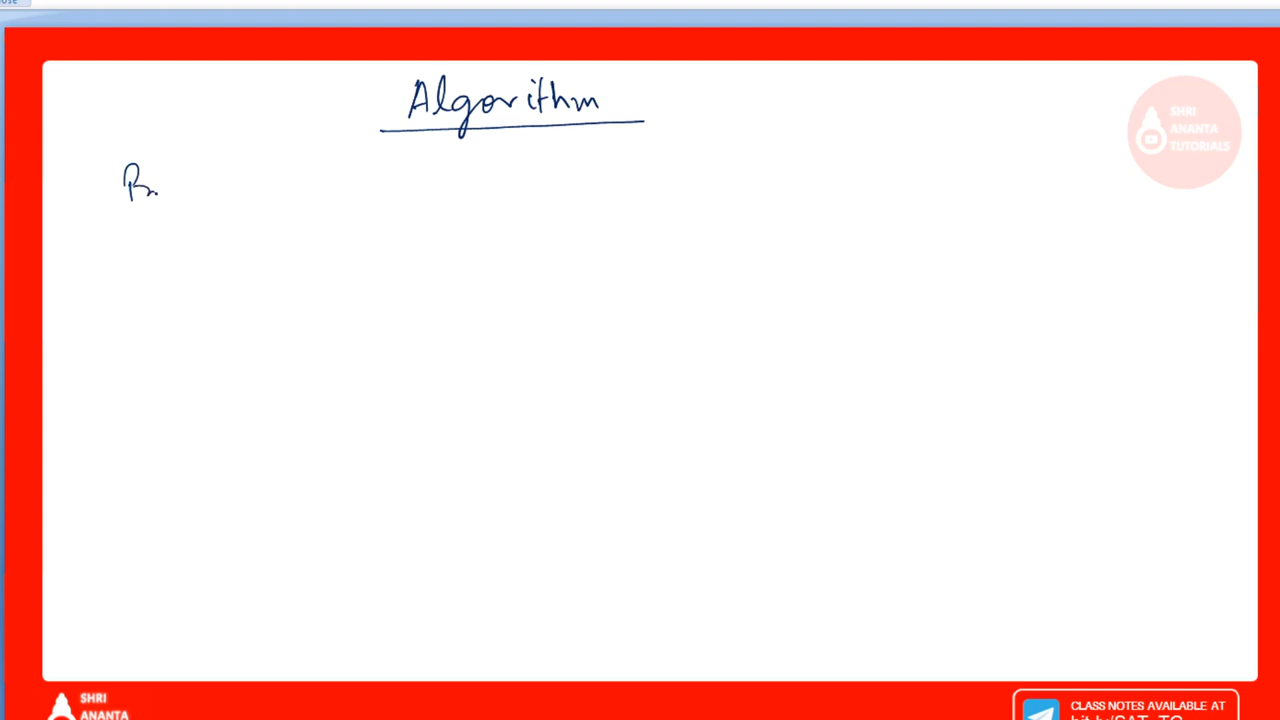 Algorithm
SHRI
ANANTA
TUTORIALS
SHRI
ANANTA
CLASS NOTES AVAILABLE AT